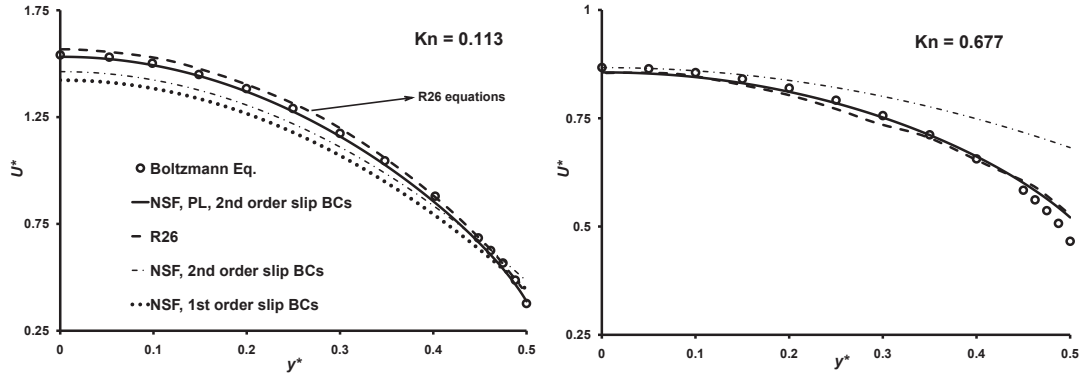 1.75
1.25
0.75
0.25
U*
Kn = 0.113
R26 equations
Boltzmann Eq.
NSF, PL, 2nd order slip BCs
R26
NSF, 2nd order slip BCs
NSF, 1st order slip BCs
0 0.1 0.2 0.3 0.4 0.5
y*
1
0.75
0.5
0.25
U*
Kn = 0.677
0 0.1 0.2 0.3 0.4 0.5
y*